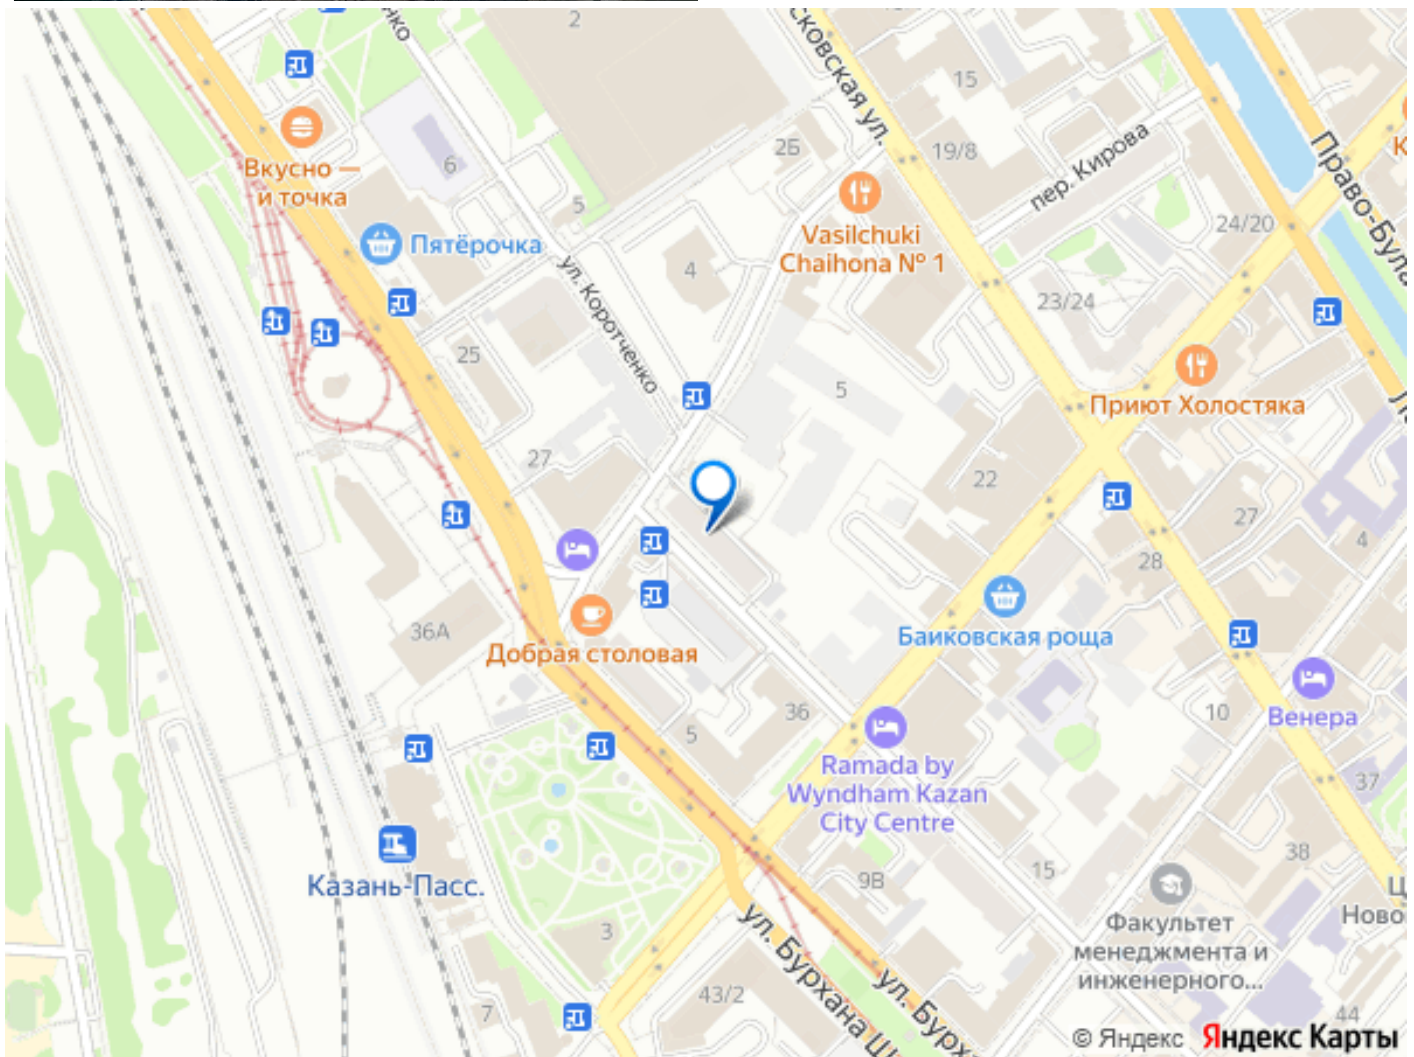 2
нко
сковская ул.
15
Вкусно —
и точка
6
2Б
19/8
пер. Кирова
Право-Була
К
5
Пятёрочка
Vasilchuki
Chaihona № 1
24/20
ул. Коротченко
4
23/24
25
5
Приют Холостяка
Ле
27
22
27
28
4
36А
Добрая столовая
Баиковская роща
5
36
10
Венера
Ramada by
Wyndham Kazan
City Centre
37
Казань-Пасс.
3
9В
15
38
Ц
Ново
Факультет
менеджмента и
инженерного...
ул. Бурхана Ш
ул. Бурх
43/2
7
44
© Яндекс Яндекс Карты